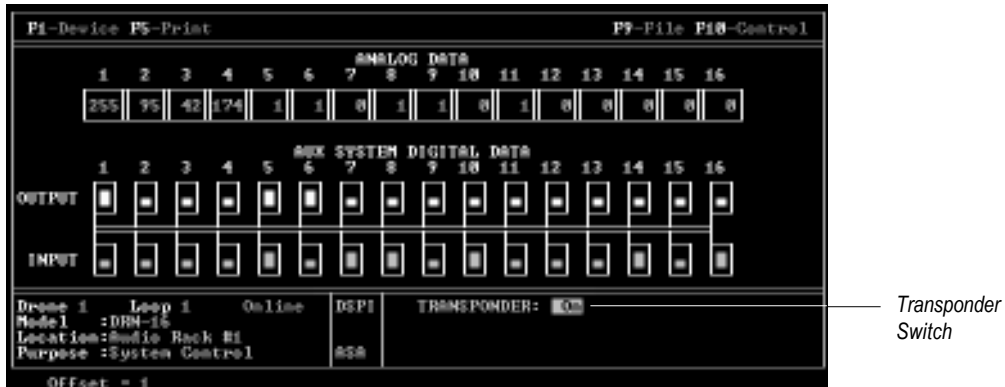 F1-Device F5-Print F9-File F10-Control
ANALOG DATA
1 2 3 4 5 6 7 8 9 10 11 12 13 14 15 16
255 95 42 174 1 1 0 1 1 0 1 0 0 0 0 0
AUX SYSTEM DIGITAL DATA
1 2 3 4 5 6 7 8 9 10 11 12 13 14 15 16
OUTPUT
INPUT
Drone 1 Loop 1 Online DSPI TRANSPONDER: On
Model :DRN-16
Location:Audio Rack #1
Purpose :System Control ASA
Offset = 1
Transponder
Switch